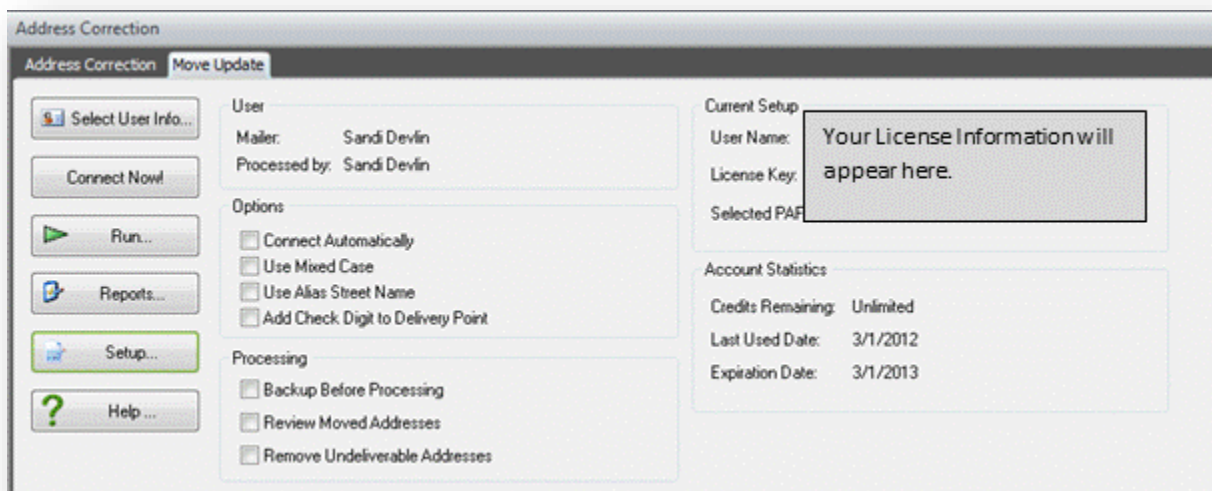 Address Correction
Address Correction Move Update
Select User Info...
Connect Now!
Run...
Reports...
Setup...
Help ...
User
Mailer: Sandi Devlin
Processed by: Sandi Devlin
Options
Connect Automatically
Use Mixed Case
Use Alias Street Name
Add Check Digit to Delivery Point
Processing
Backup Before Processing
Review Moved Addresses
Remove Undeliverable Addresses
Current Setup
User Name:
License Key:
Selected PAF
Your License Information will
appear here.
Account Statistics
Credits Remaining: Unlimited
Last Used Date: 3/1/2012
Expiration Date: 3/1/2013